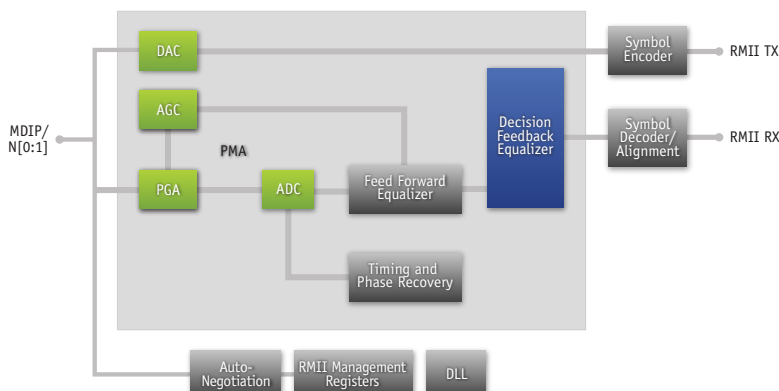 DAC
Symbol
Encoder
RMII TX
AGC
MDIP/
N[0:1]
PMA
Decision
Feedback
Equalizer
Symbol
Decoder/
Alignment
RMII RX
PGA
ADC
Feed Forward
Equalizer
Timing and
Phase Recovery
Auto-
Negotiation
RMII Management
Registers
DLL